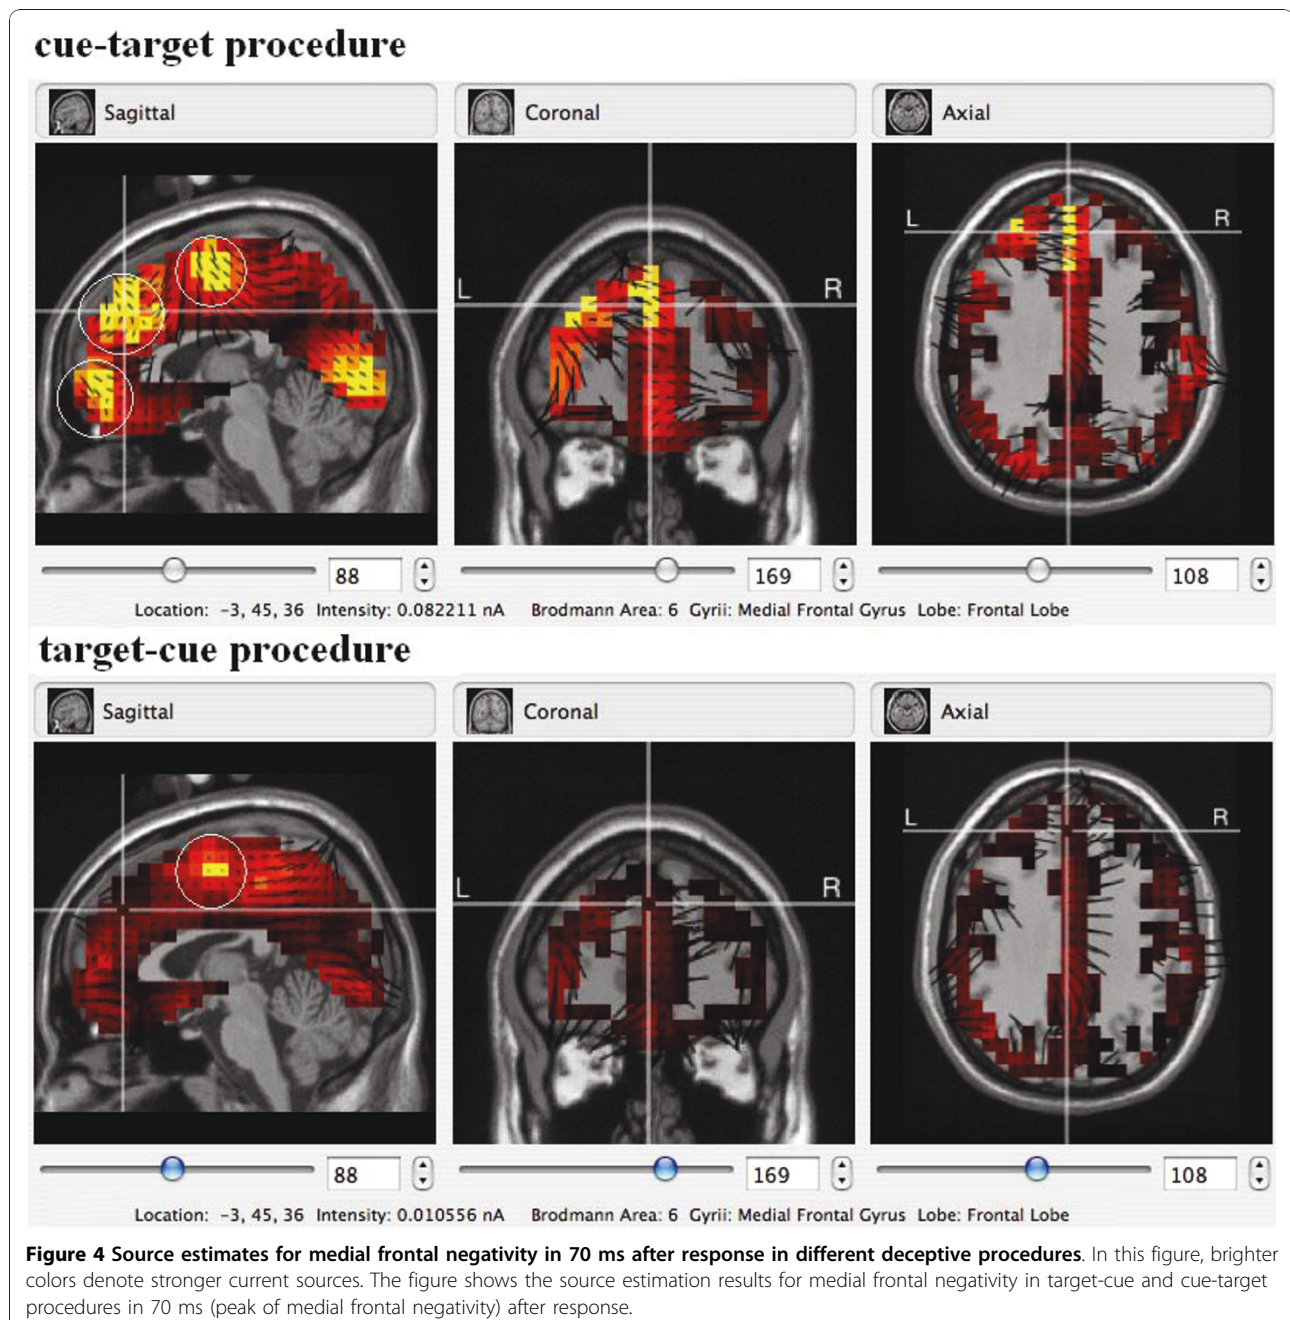 cue-target procedure
Sagittal
Coronal
Axial
L
R
L
R
88
169
108
Location: -3, 45, 36 Intensity: 0.082211 nA Brodmann Area: 6 Gyrii: Medial Frontal Gyrus Lobe: Frontal Lobe
target-cue procedure
Sagittal
Coronal
Axial
L
R
L
R
88
169
108
Location: -3, 45, 36 Intensity: 0.010556 nA Brodmann Area: 6 Gyrii: Medial Frontal Gyrus Lobe: Frontal Lobe
Figure 4 Source estimates for medial frontal negativity in 70 ms after response in different deceptive procedures. In this figure, brighter
colors denote stronger current sources. The figure shows the source estimation results for medial frontal negativity in target-cue and cue-target
procedures in 70 ms (peak of medial frontal negativity) after response.